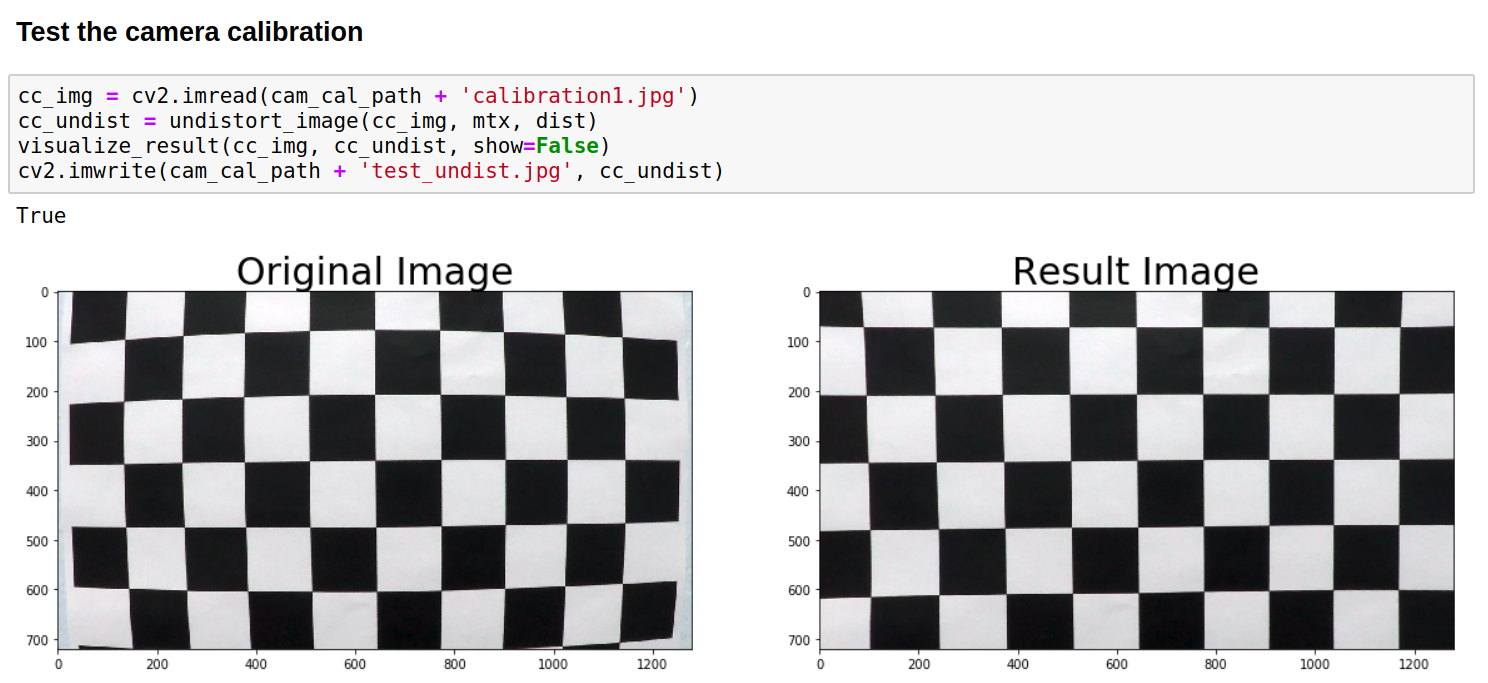 Test the camera calibration
cc_img = cv2.imread(cam_cal_path + 'calibration1.jpg')
cc_undist = undistort_image(cc_img, mtx, dist)
visualize_result(cc_img, cc_undist, show=False)
cv2.imwrite(cam_cal_path + 'test_undist.jpg', cc_undist)
True
Original Image
0
100
200
300
400
500
600
700
0 200 400 600 800 1000 1200
Result Image
0
100
200
300
400
500
600
700
0 200 400 600 800 1000 1200